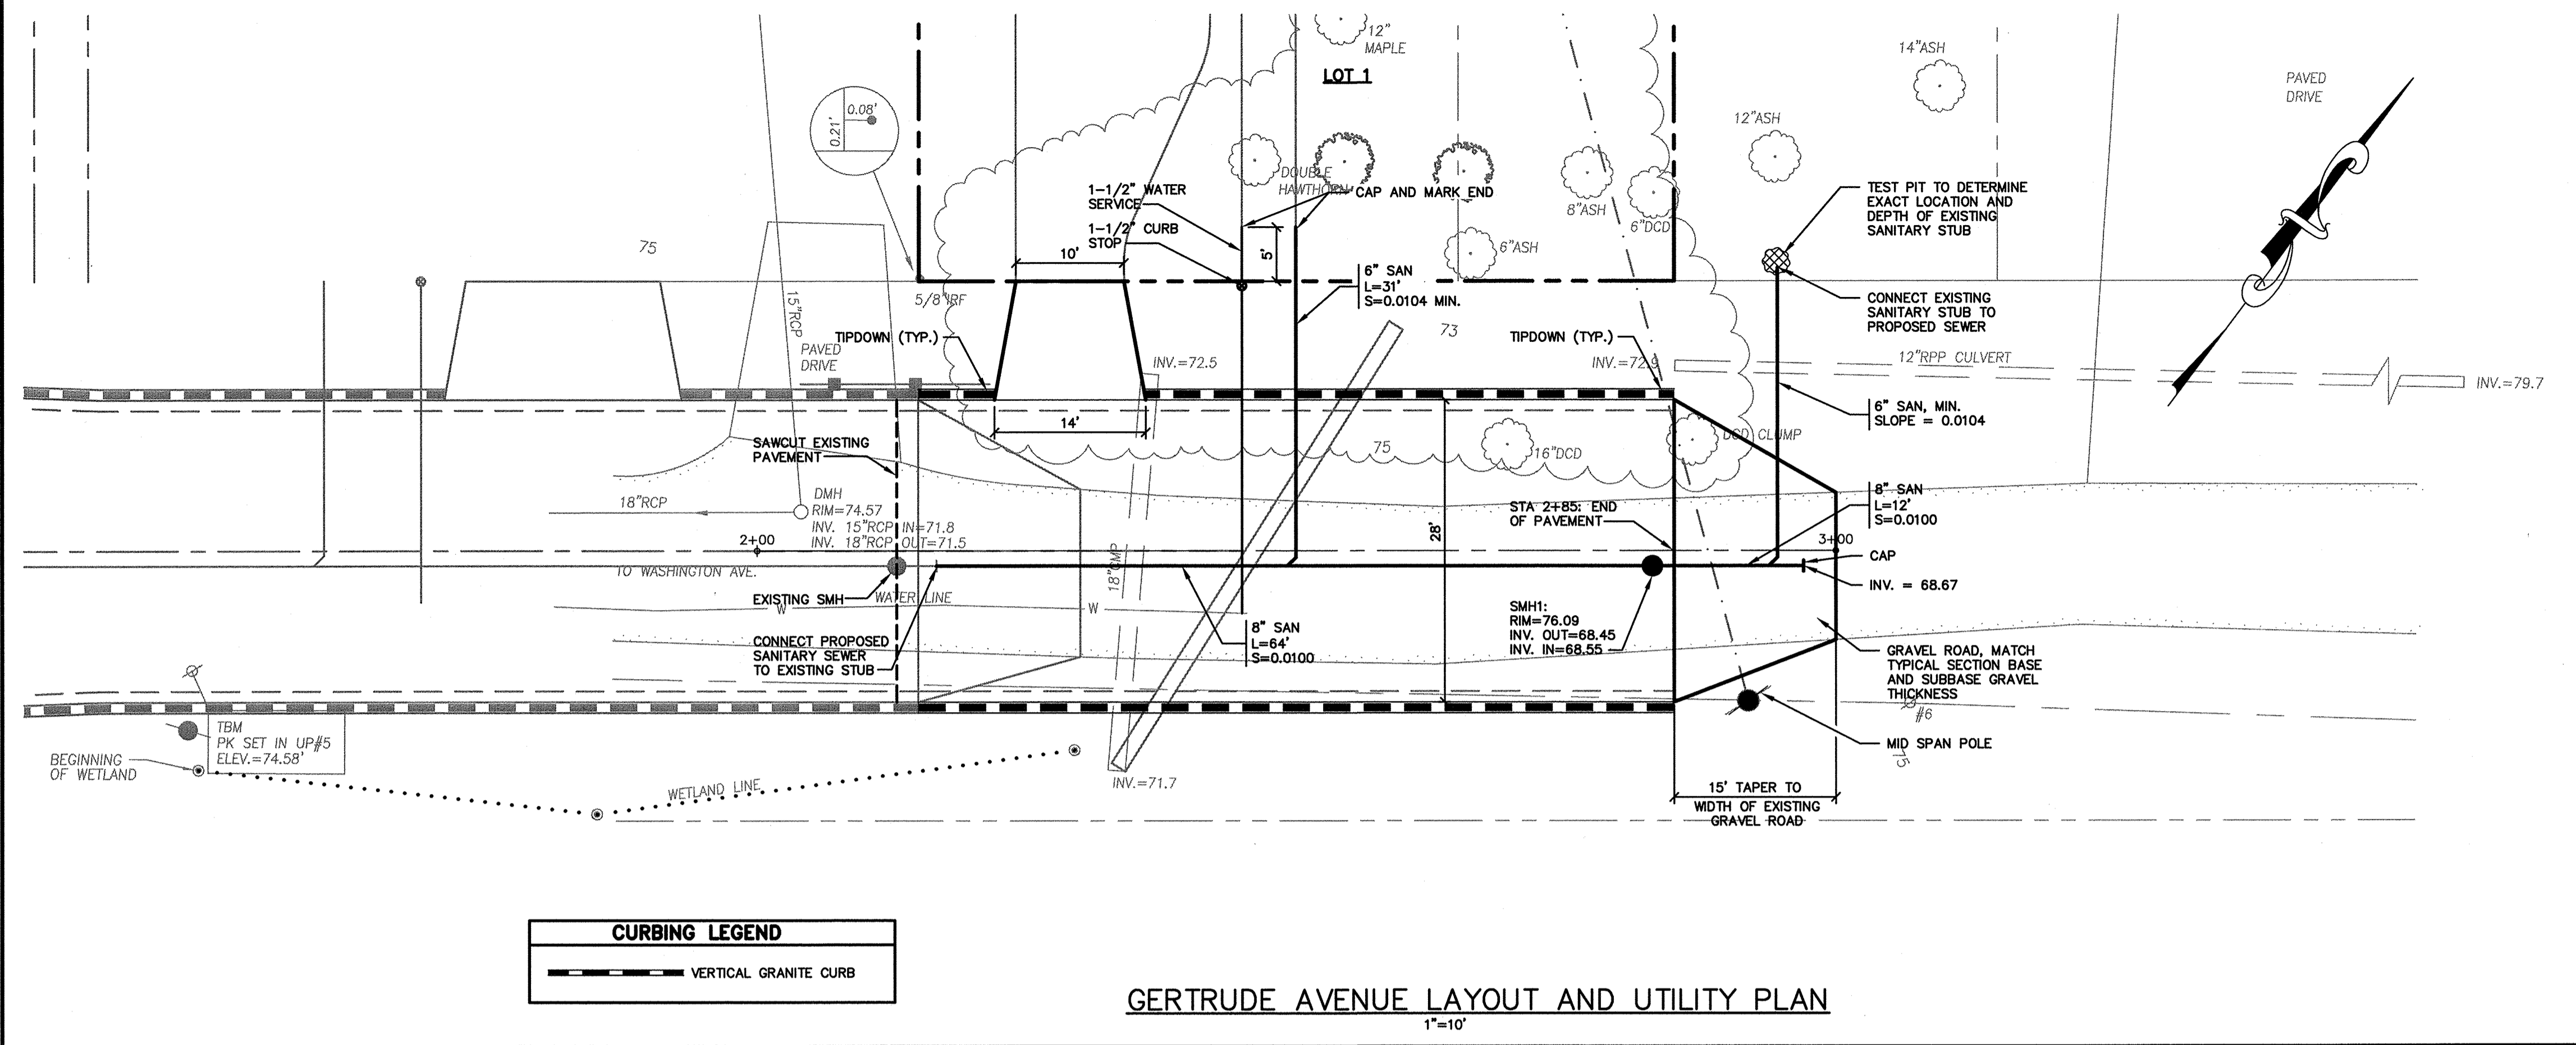 12"
MAPLE
LOT 1
14"ASH
PAVED
DRIVE
0.08'
0.21'
12"ASH
DOUBLE
HAWTHORN
1-1/2" WATER
SERVICE
CAP AND MARK END
8"ASH
6"DCD
TEST PIT TO DETERMINE
EXACT LOCATION AND
DEPTH OF EXISTING
SANITARY STUB
1-1/2" CURB
STOP
75
10'
5'
6"ASH
6" SAN
L=31'
S=0.0104 MIN.
5/8"IRF
15"RCP
CONNECT EXISTING
SANITARY STUB TO
PROPOSED SEWER
TIPDOWN (TYP.)
73
TIPDOWN (TYP.)
PAVED
DRIVE
INV.=72.5
INV.=72.9
12"RPP CULVERT
INV.=79.7
6" SAN, MIN.
SLOPE = 0.0104
14'
SAWCUT EXISTING
PAVEMENT
75
16"DCD
DCD CLUMP
18"RCP
DMH
RIM=74.57
INV. 15"RCP IN=71.8
INV. 18"RCP OUT=71.5
8" SAN
L=12'
S=0.0100
STA 2+85: END
OF PAVEMENT
28'
2+00
3+00
CAP
TO WASHINGTON AVE.
18"CMP
INV. = 68.67
EXISTING SMH
WATER LINE
W
W
SMH1:
RIM=76.09
INV. OUT=68.45
INV. IN=68.55
8" SAN
L=64'
S=0.0100
CONNECT PROPOSED
SANITARY SEWER
TO EXISTING STUB
GRAVEL ROAD, MATCH
TYPICAL SECTION BASE
AND SUBBASE GRAVEL
THICKNESS
#6
TBM
PK SET IN UP#5
ELEV.=74.58'
MID SPAN POLE
75
BEGINNING
OF WETLAND
WETLAND LINE
INV.=71.7
15' TAPER TO
WIDTH OF EXISTING
GRAVEL ROAD
CURBING LEGEND
VERTICAL GRANITE CURB
GERTRUDE AVENUE LAYOUT AND UTILITY PLAN
1"=10'